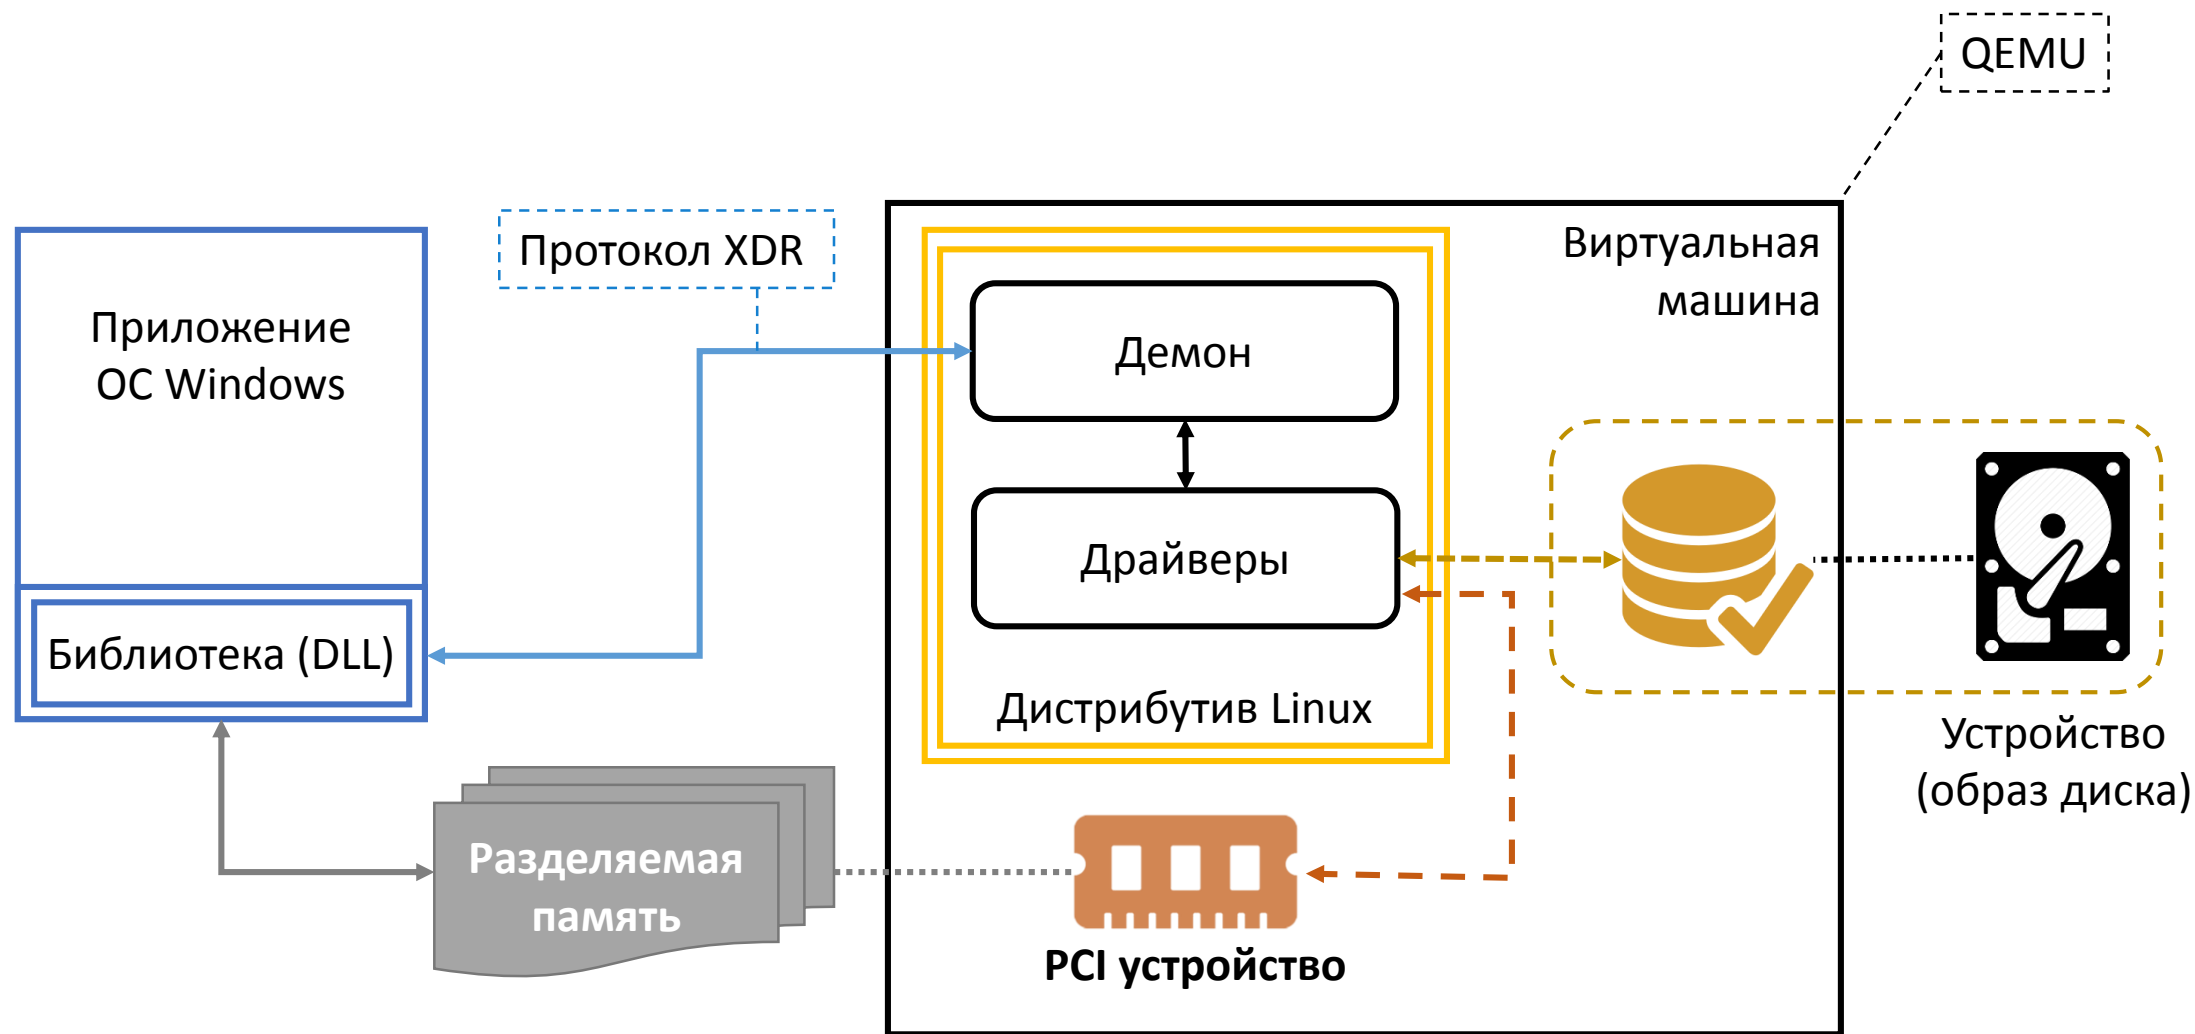 QEMU
Протокол XDR
Виртуальная
машина
Приложение
ОС Windows
Демон
Драйверы
Библиотека (DLL)
Дистрибутив Linux
Устройство
(образ диска)
Разделяемая
память
PCI устройство